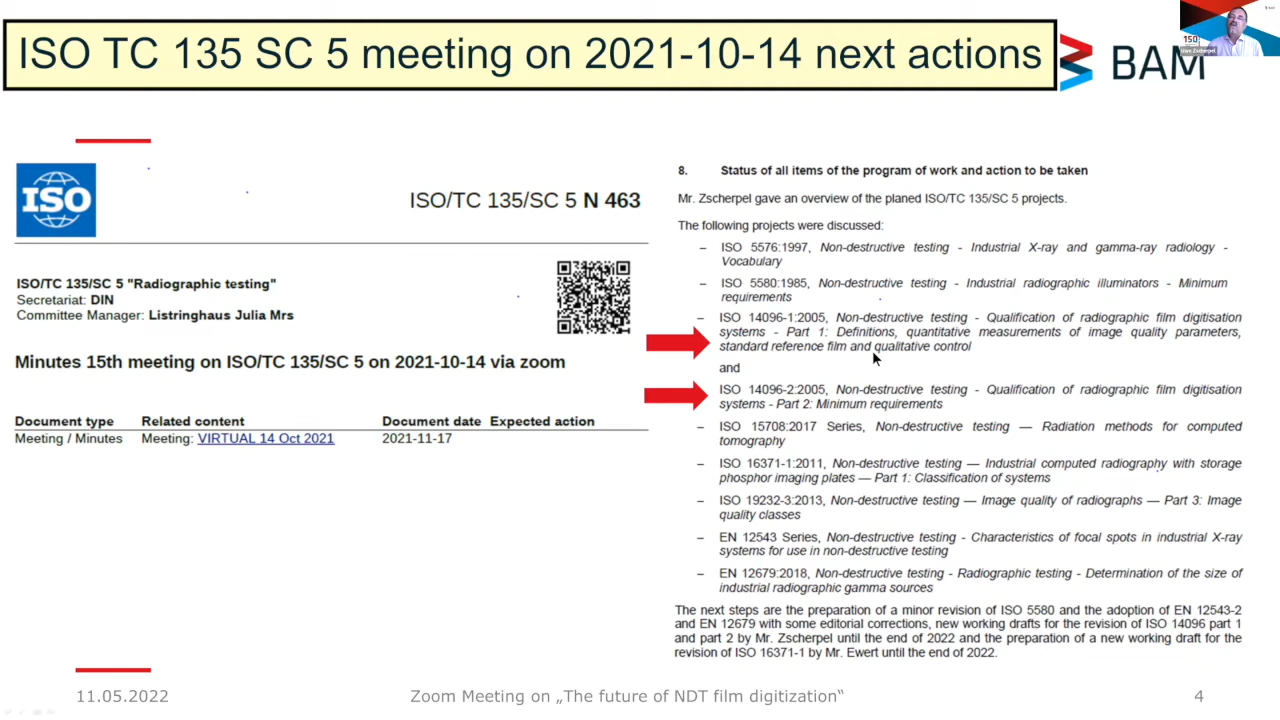 ISO TC 135 SC 5 meeting on 2021-10-14 next actions
BAM
150
Uwe Zscherpel
ISO
ISO/TC 135/SC 5 N 463
ISO/TC 135/SC 5 "Radiographic testing"
Secretariat: DIN
Committee Manager: Listringhaus Julia Mrs
Minutes 15th meeting on ISO/TC 135/SC 5 on 2021-10-14 via zoom
Document type Related content Document date Expected action
Meeting / Minutes Meeting: VIRTUAL 14 Oct 2021 2021-11-17
8. Status of all items of the program of work and action to be taken
Mr. Zscherpel gave an overview of the planed ISO/TC 135/SC 5 projects.
The following projects were discussed:
– ISO 5576:1997, Non-destructive testing - Industrial X-ray and gamma-ray radiology -
Vocabulary
– ISO 5580:1985, Non-destructive testing - Industrial radiographic illuminators - Minimum
requirements
– ISO 14096-1:2005, Non-destructive testing - Qualification of radiographic film digitisation
systems - Part 1: Definitions, quantitative measurements of image quality parameters,
standard reference film and qualitative control
and
ISO 14096-2:2005, Non-destructive testing - Qualification of radiographic film digitisation
systems - Part 2: Minimum requirements
– ISO 15708:2017 Series, Non-destructive testing — Radiation methods for computed
tomography
– ISO 16371-1:2011, Non-destructive testing — Industrial computed radiography with storage
phosphor imaging plates — Part 1: Classification of systems
– ISO 19232-3:2013, Non-destructive testing — Image quality of radiographs — Part 3: Image
quality classes
– EN 12543 Series, Non-destructive testing - Characteristics of focal spots in industrial X-ray
systems for use in non-destructive testing
– EN 12679:2018, Non-destructive testing - Radiographic testing - Determination of the size of
industrial radiographic gamma sources
The next steps are the preparation of a minor revision of ISO 5580 and the adoption of EN 12543-2
and EN 12679 with some editorial corrections, new working drafts for the revision of ISO 14096 part 1
and part 2 by Mr. Zscherpel until the end of 2022 and the preparation of a new working draft for the
revision of ISO 16371-1 by Mr. Ewert until the end of 2022.
11.05.2022
Zoom Meeting on „The future of NDT film digitization“
4